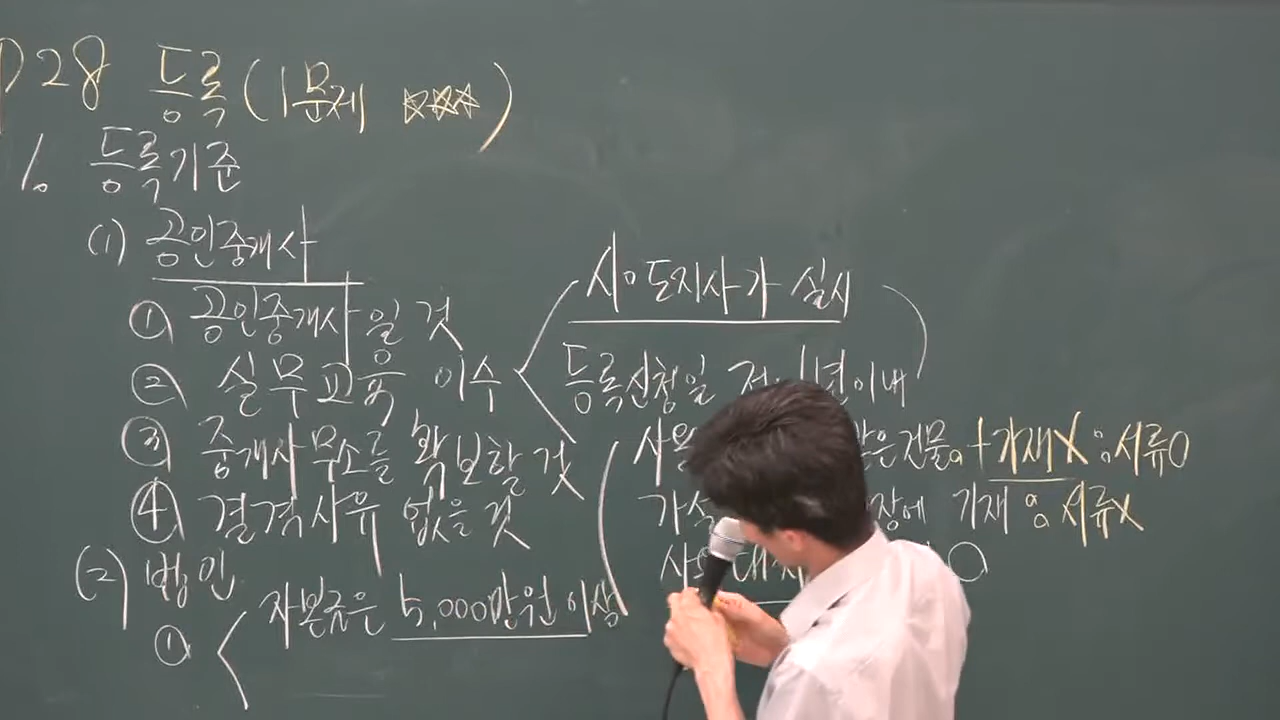 P28 등록(1문제 ☆☆☆)
1. 등록기준
(1) 공인중개사
① 공인중개사일 것
② 실무교육 이수
시·도지사가 실시
등록신청일 전 1년이내
③ 중개사무소를 확보할 것
④ 결격사유 없을 것
사용 받은건물 + 기재X : 서류O
가설 장에 기재 : 서류X
사용 대차 O
(2) 법인
① 자본금은 5,000만원 이상